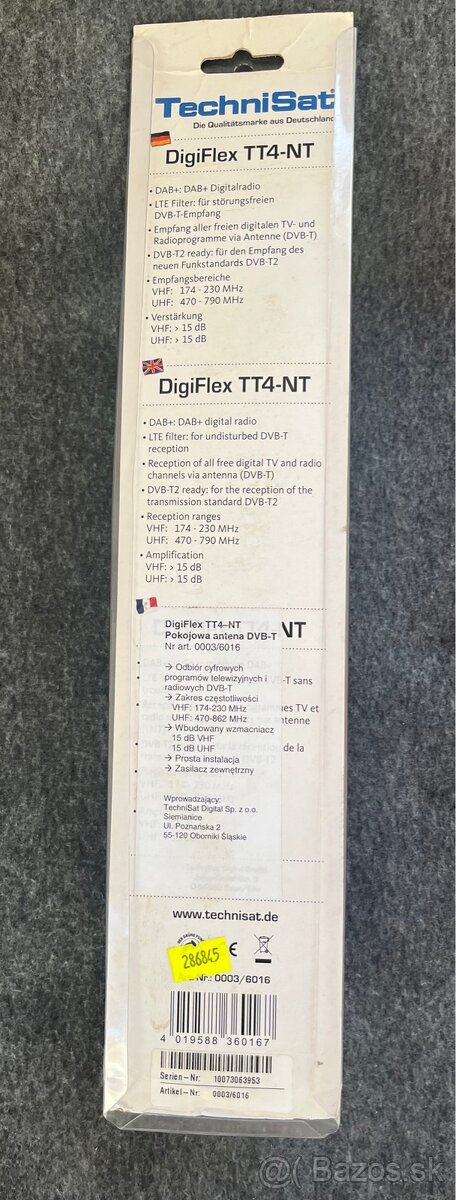 TechniSat
Die Qualitätsmarke aus Deutschland
DigiFlex TT4-NT
• DAB+: DAB+ Digitalradio
• LTE Filter: für störungsfreien
DVB-T-Empfang
• Empfang aller freien digitalen TV- und
Radioprogramme via Antenne (DVB-T)
• DVB-T2 ready: für den Empfang des
neuen Funkstandards DVB-T2
• Empfangsbereiche
VHF: 174 - 230 MHz
UHF: 470 - 790 MHz
• Verstärkung
VHF: > 15 dB
UHF: > 15 dB
DigiFlex TT4-NT
• DAB+: DAB+ digital radio
• LTE filter: for undisturbed DVB-T
reception
• Reception of all free digital TV and radio
channels via antenna (DVB-T)
• DVB-T2 ready: for the reception of the
transmission standard DVB-T2
• Reception ranges
VHF: 174 - 230 MHz
UHF: 470 - 790 MHz
• Amplification
VHF: > 15 dB
UHF: > 15 dB
NT
DigiFlex TT4-NT
Pokojowa antena DVB-T
Nr art. 0003/6016
→ Odbiór cyfrowych
programów telewizyjnych i
radiowych DVB-T
→ Zakres częstotliwości
VHF: 174-230 MHz
UHF: 470-862 MHz
→ Wbudowany wzmacniacz
15 dB VHF
15 dB UHF
→ Prosta instalacja
→ Zasilacz zewnętrzny
-T sans
TV et
de la
Wprowadzający:
TechniSat Digital Sp. z o.o.
Siemianice
Ul. Poznańska 2
55-120 Oborniki Śląskie
www.technisat.de
286845
Nr.: 0003/6016
4 019588 360167
Serien-Nr: 10073063953
Artikel-Nr: 0003/6016
Bazos.sk